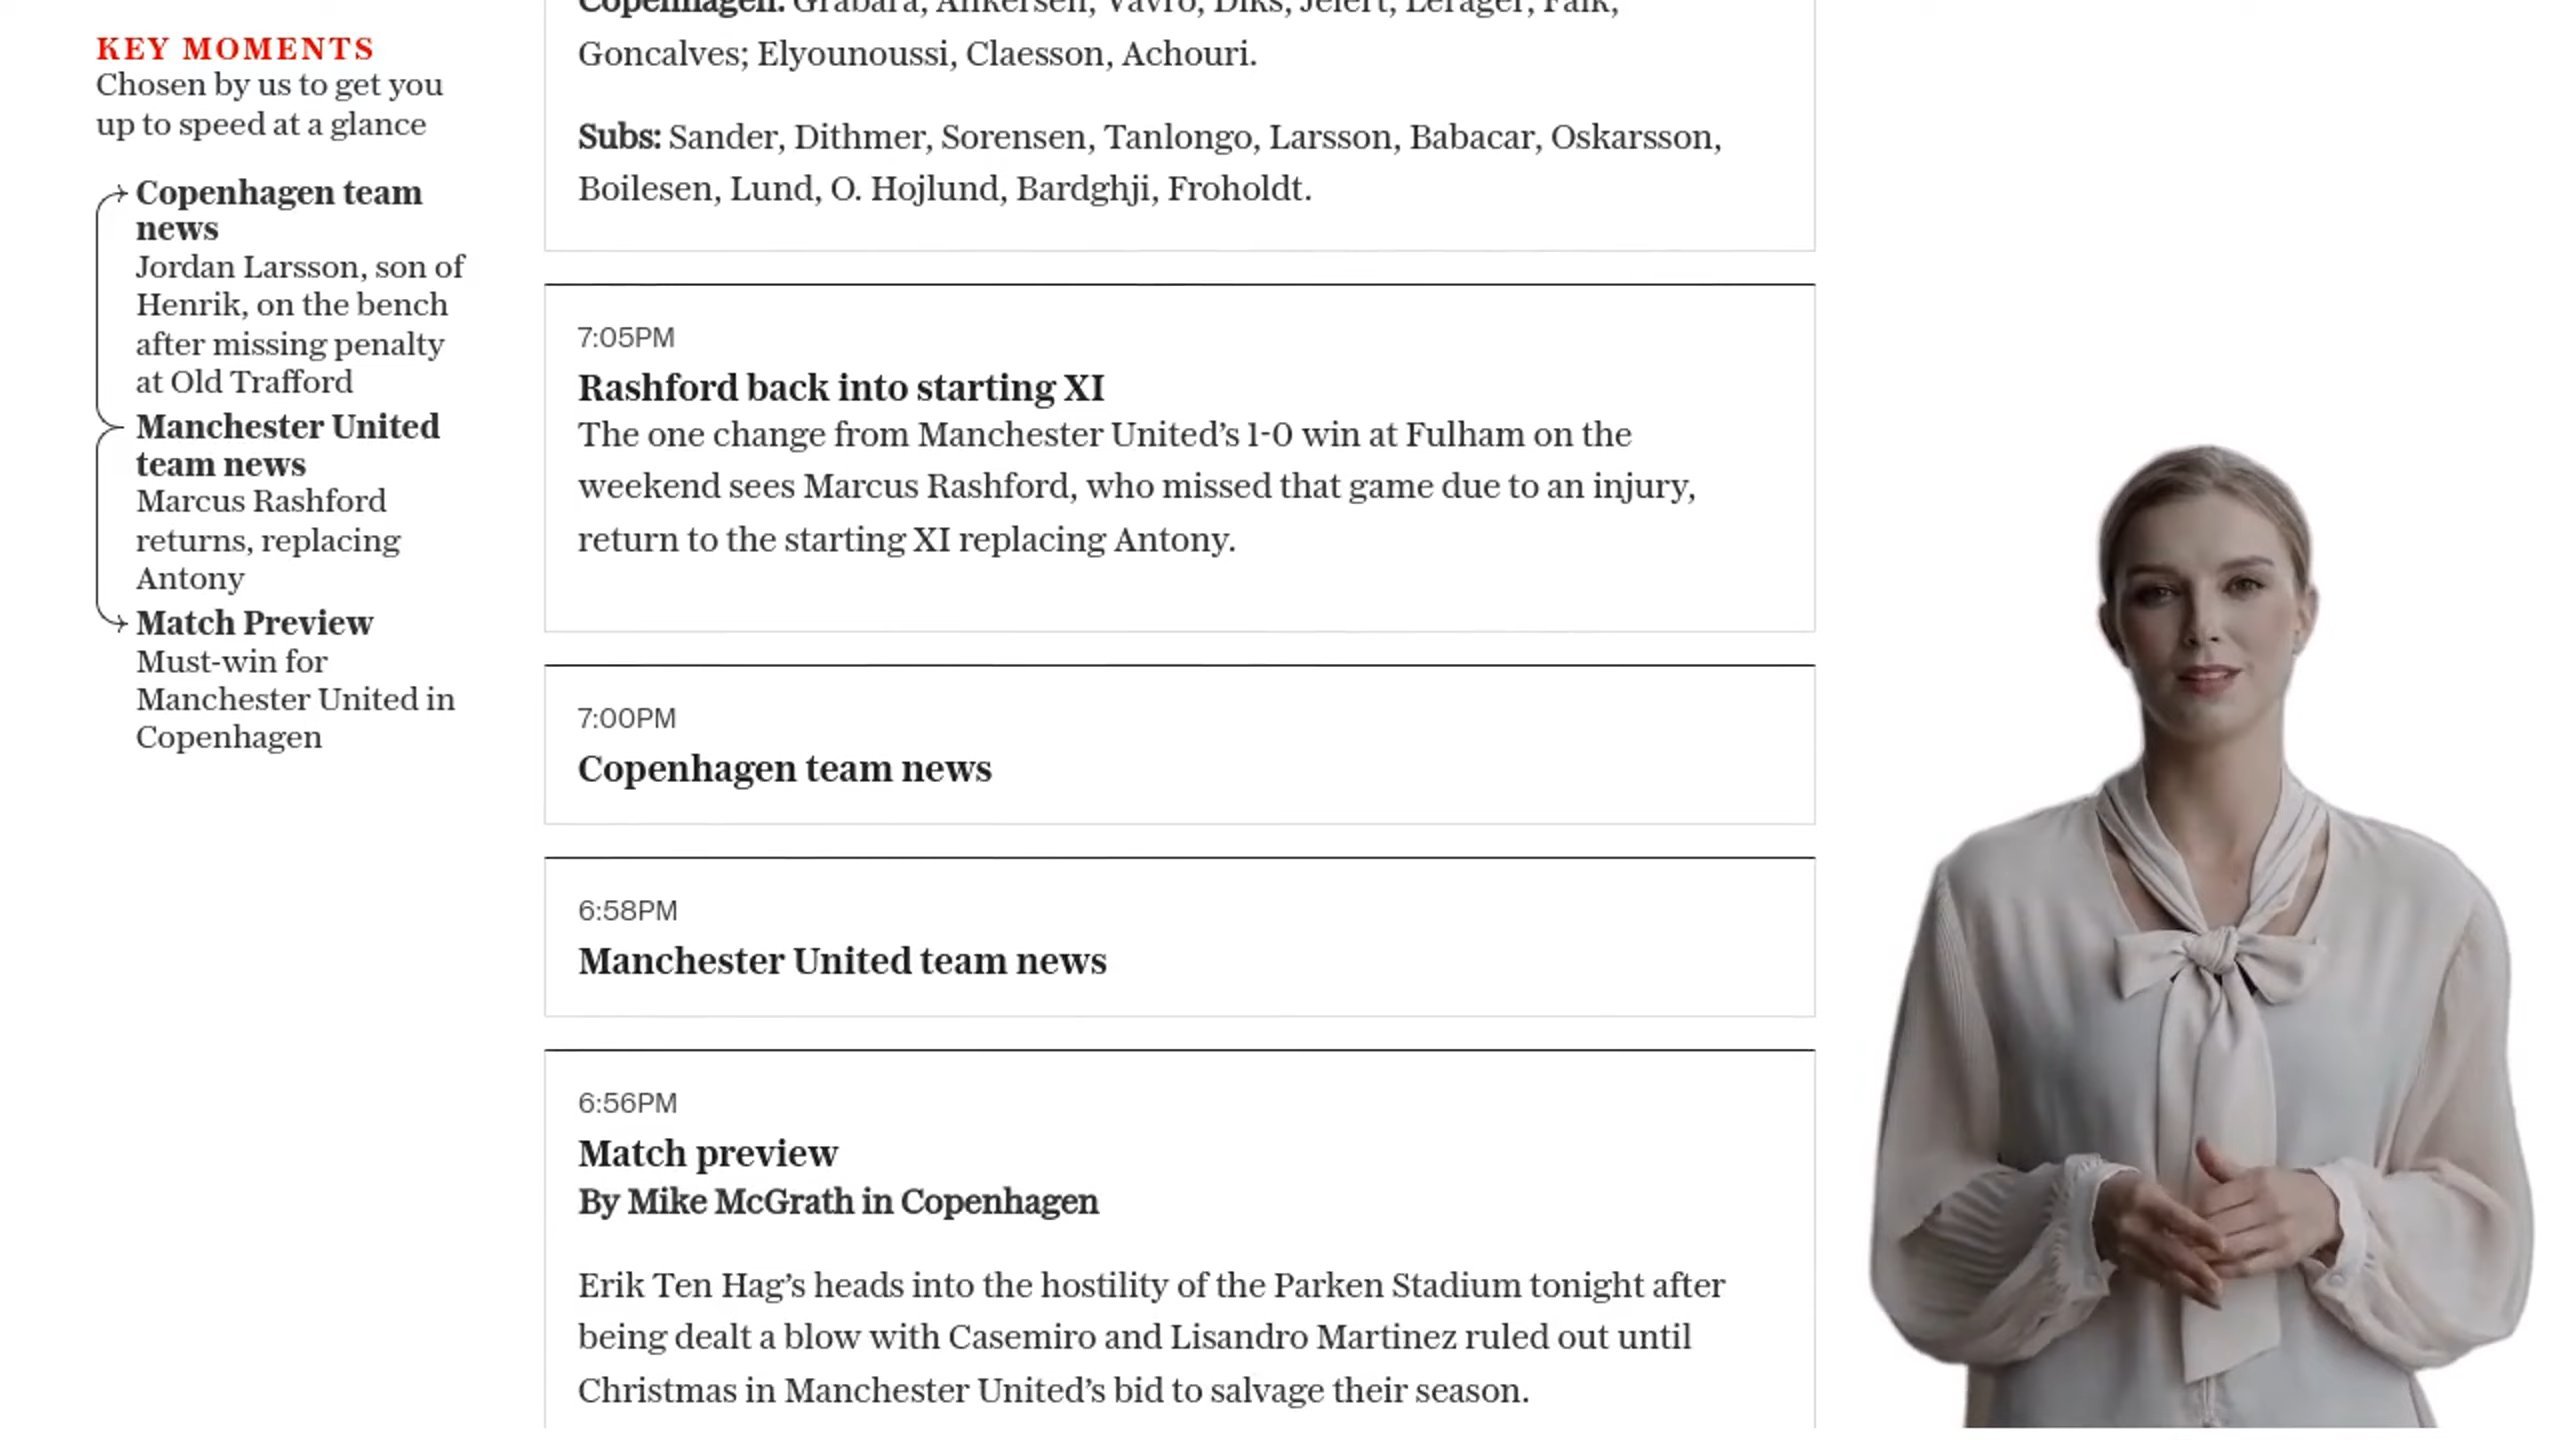 KEY MOMENTS
Chosen by us to get you
up to speed at a glance
Copenhagen team
news
Jordan Larsson, son of
Henrik, on the bench
after missing penalty
at Old Trafford
Manchester United
team news
Marcus Rashford
returns, replacing
Antony
Match Preview
Must-win for
Manchester United in
Copenhagen
Copenhagen: Grabara, Ankersen, Vavro, Diks, Jelert, Lerager, Falk,
Goncalves; Elyounoussi, Claesson, Achouri.
Subs: Sander, Dithmer, Sorensen, Tanlongo, Larsson, Babacar, Oskarsson,
Boilesen, Lund, O. Hojlund, Bardghji, Froholdt.
7:05PM
Rashford back into starting XI
The one change from Manchester United’s 1-0 win at Fulham on the
weekend sees Marcus Rashford, who missed that game due to an injury,
return to the starting XI replacing Antony.
7:00PM
Copenhagen team news
6:58PM
Manchester United team news
6:56PM
Match preview
By Mike McGrath in Copenhagen
Erik Ten Hag’s heads into the hostility of the Parken Stadium tonight after
being dealt a blow with Casemiro and Lisandro Martinez ruled out until
Christmas in Manchester United’s bid to salvage their season.